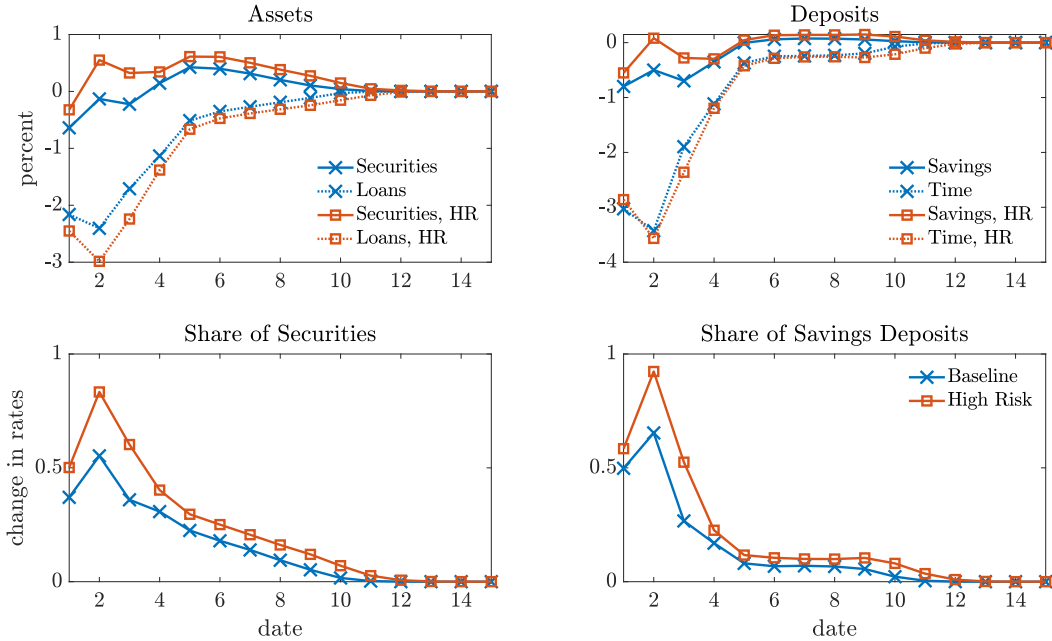 Assets
1
0
-1
-2
-3
percent
2 4 6 8 10 12 14
Securities
Loans
Securities, HR
Loans, HR
Deposits
0
-1
-2
-3
-4
2 4 6 8 10 12 14
Savings
Time
Savings, HR
Time, HR
Share of Securities
1
0.5
0
change in rates
2 4 6 8 10 12 14
date
Share of Savings Deposits
1
0.5
0
2 4 6 8 10 12 14
date
Baseline
High Risk